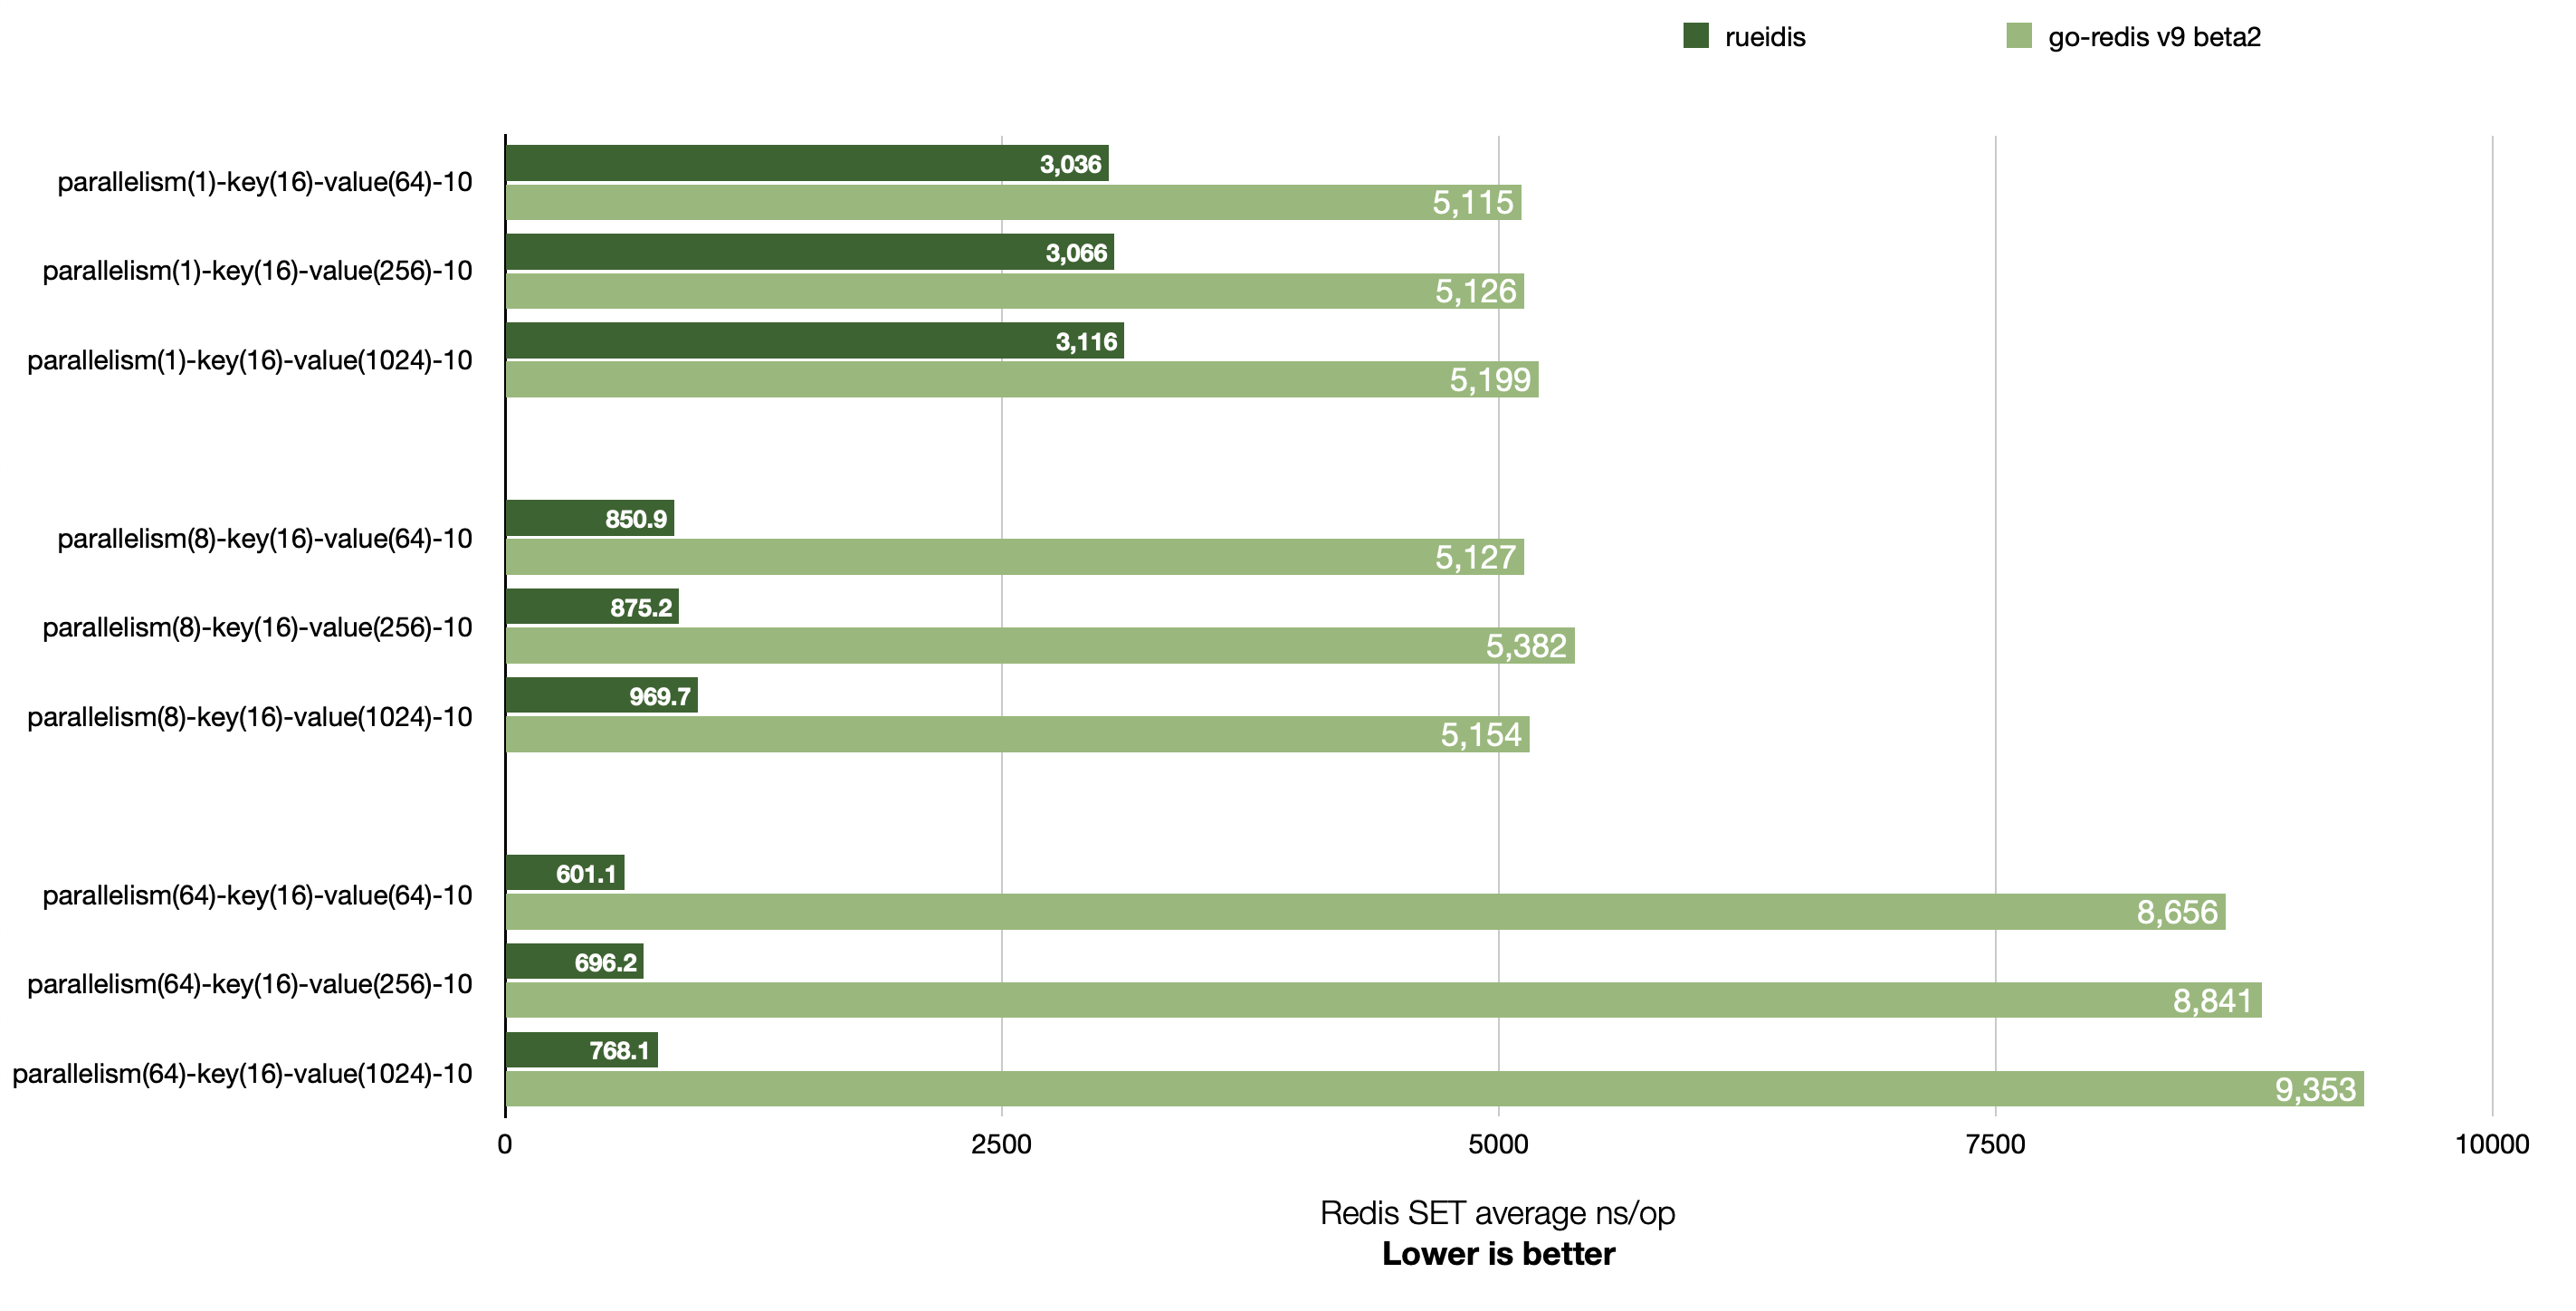 rueidis
go-redis v9 beta2
parallelism(1)-key(16)-value(64)-10
3,036
5,115
parallelism(1)-key(16)-value(256)-10
3,066
5,126
parallelism(1)-key(16)-value(1024)-10
3,116
5,199
parallelism(8)-key(16)-value(64)-10
850.9
5,127
parallelism(8)-key(16)-value(256)-10
875.2
5,382
parallelism(8)-key(16)-value(1024)-10
969.7
5,154
parallelism(64)-key(16)-value(64)-10
601.1
8,656
parallelism(64)-key(16)-value(256)-10
696.2
8,841
parallelism(64)-key(16)-value(1024)-10
768.1
9,353
0 2500 5000 7500 10000
Redis SET average ns/op
Lower is better